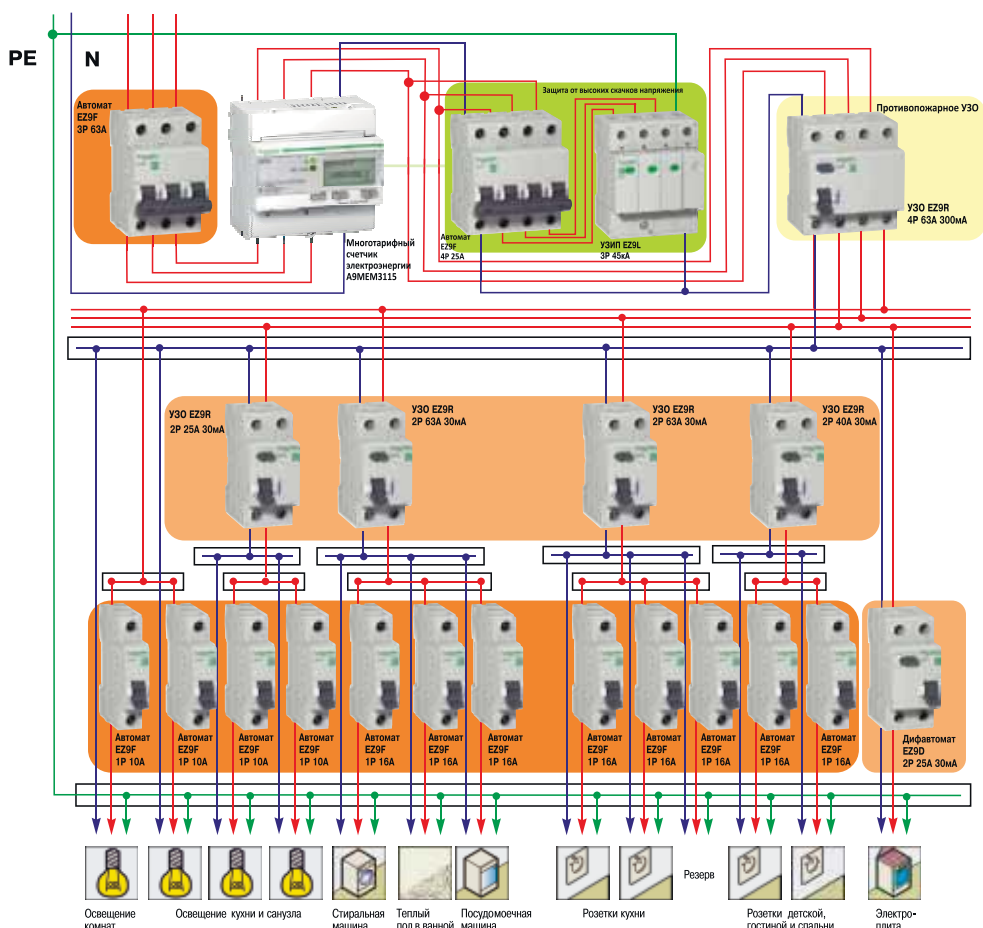 PE
N
Автомат
EZ9F
3P 63A
Многотарифный
счетчик
электроэнергии
A9MEM3115
Защита от высоких скачков напряжения
Автомат
EZ9F
4P 25A
УЗИП EZ9L
3P 45кА
Противопожарное УЗО
УЗО EZ9R
4P 63A 300мА
УЗО EZ9R
2P 25A 30мА
УЗО EZ9R
2P 63A 30мА
УЗО EZ9R
2P 63A 30мА
УЗО EZ9R
2P 40A 30мА
Автомат
EZ9F
1P 10A
Автомат
EZ9F
1P 10A
Автомат
EZ9F
1P 10A
Автомат
EZ9F
1P 10A
Автомат
EZ9F
1P 16A
Автомат
EZ9F
1P 16A
Автомат
EZ9F
1P 16A
Автомат
EZ9F
1P 16A
Автомат
EZ9F
1P 16A
Автомат
EZ9F
1P 16A
Автомат
EZ9F
1P 16A
Автомат
EZ9F
1P 16A
Дифавтомат
EZ9D
2P 25A 30мА
Освещение
комнат
Освещение кухни и санузла
Стиральная
машина
Теплый
пол в ванной
Посудомоечная
машина
Розетки кухни
Резерв
Розетки детской,
гостиной и спальни
Электро-
плита